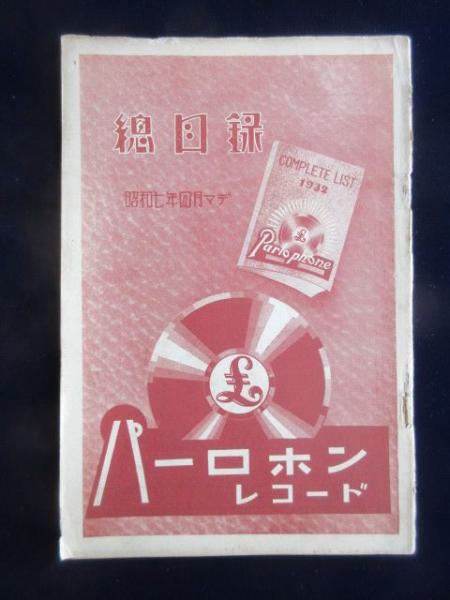 總目録
昭和七年四月マデ
COMPLETE LIST
1932
£
Parlophone
£
パーロホン
レコード